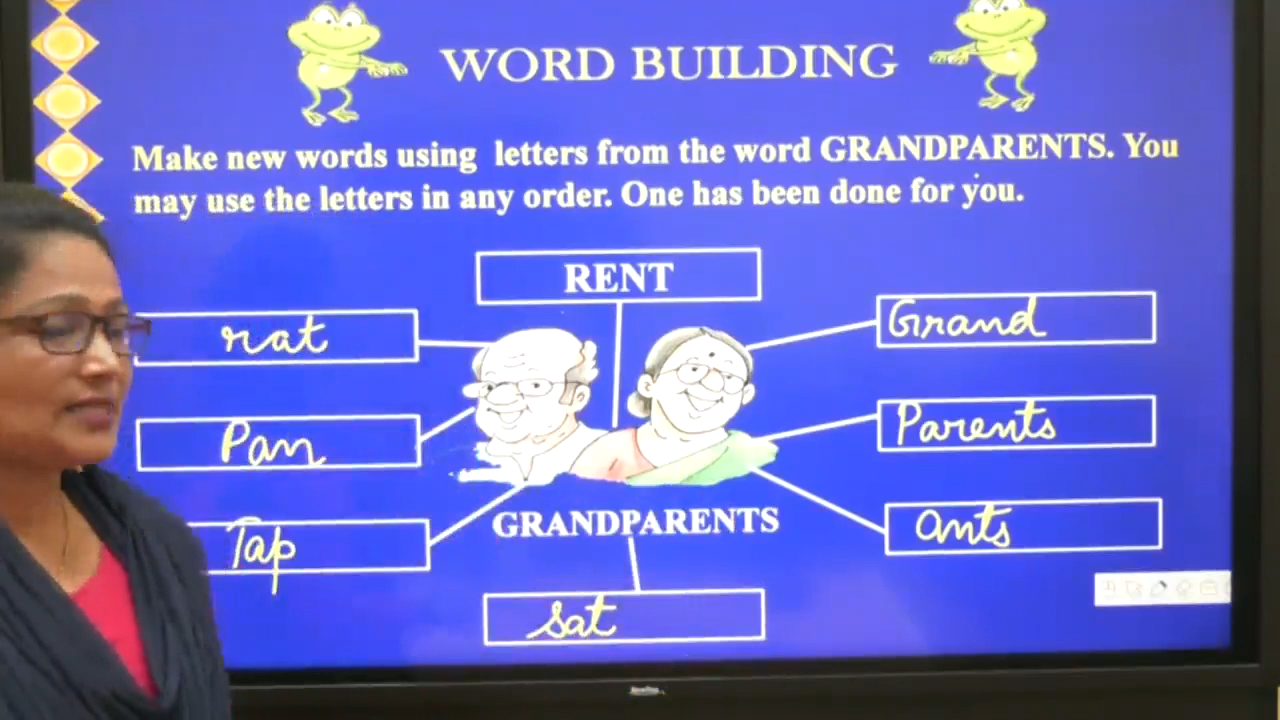 WORD BUILDING
Make new words using letters from the word GRANDPARENTS. You
may use the letters in any order. One has been done for you.
RENT
rat
Grand
Pan
Parents
Tap
ants
GRANDPARENTS
sat